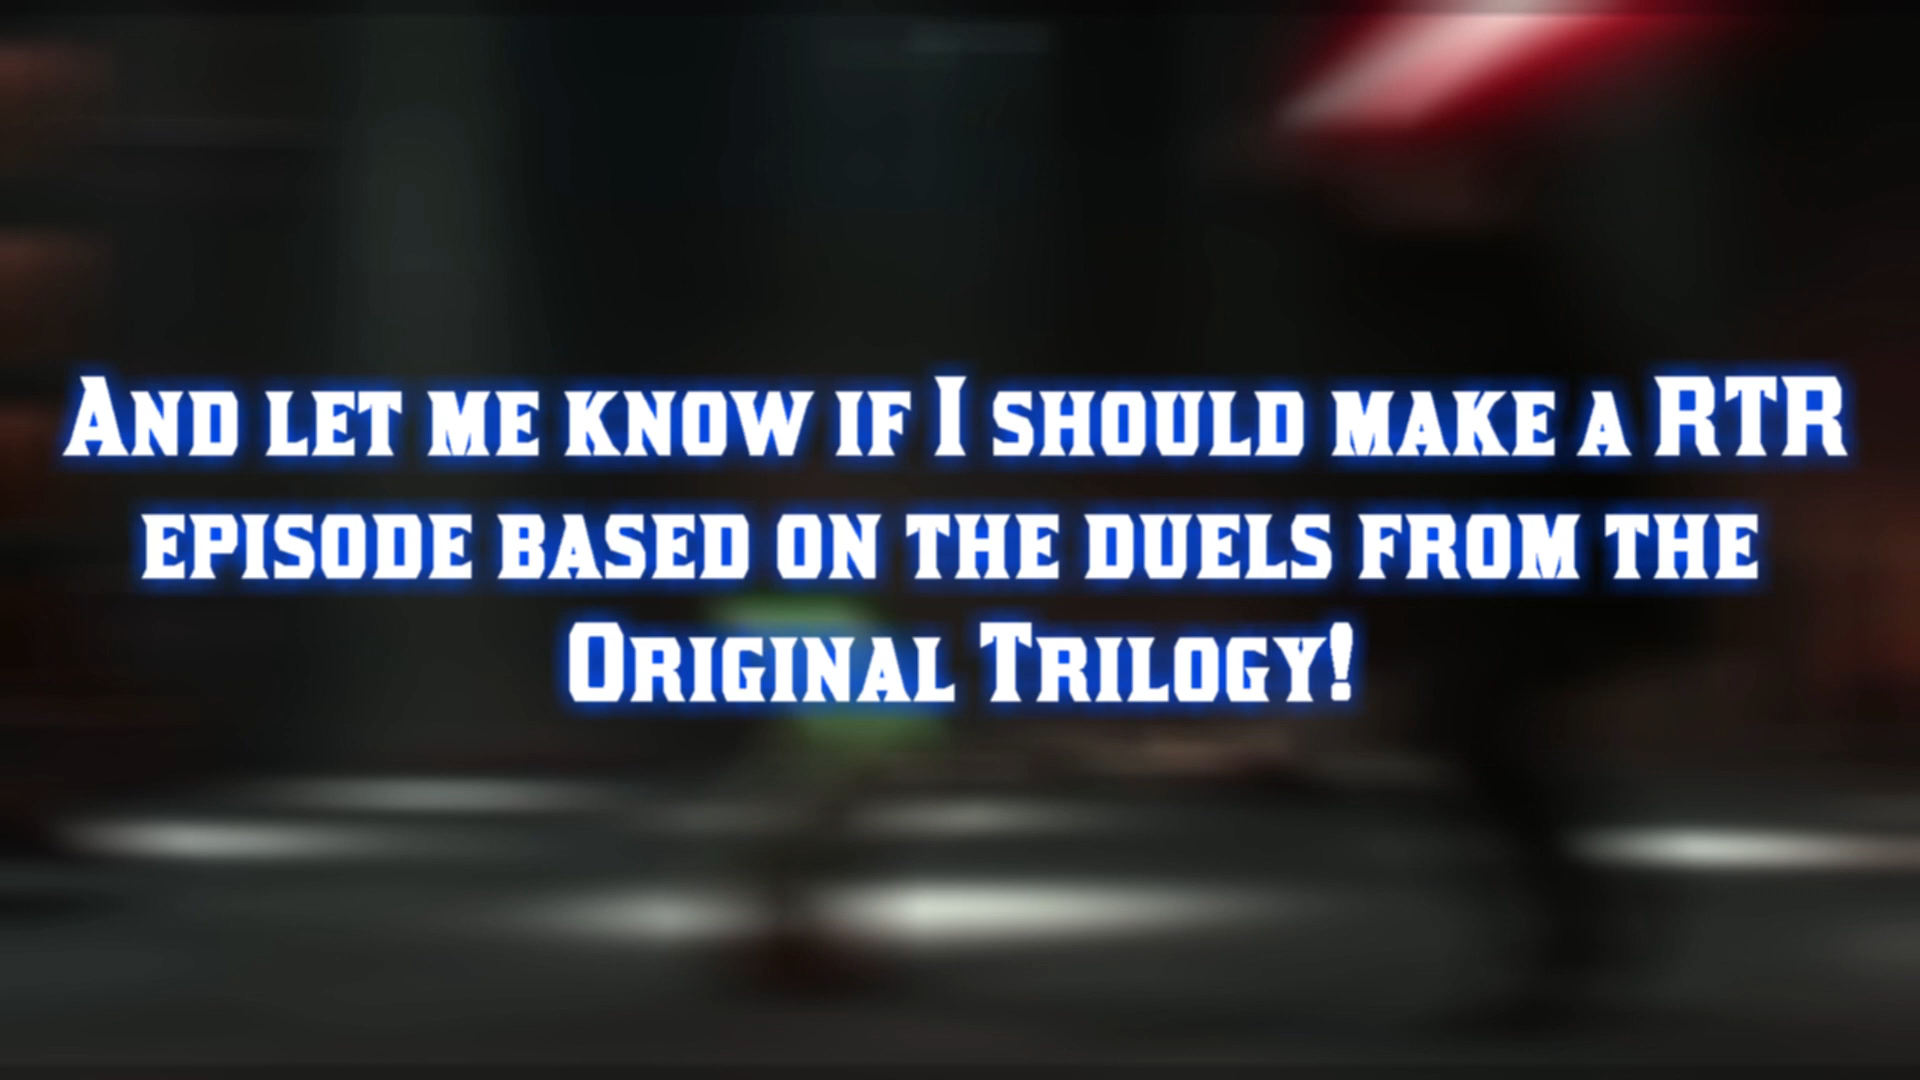 And let me know if I should make a RTR
episode based on the duels from the
Original Trilogy!